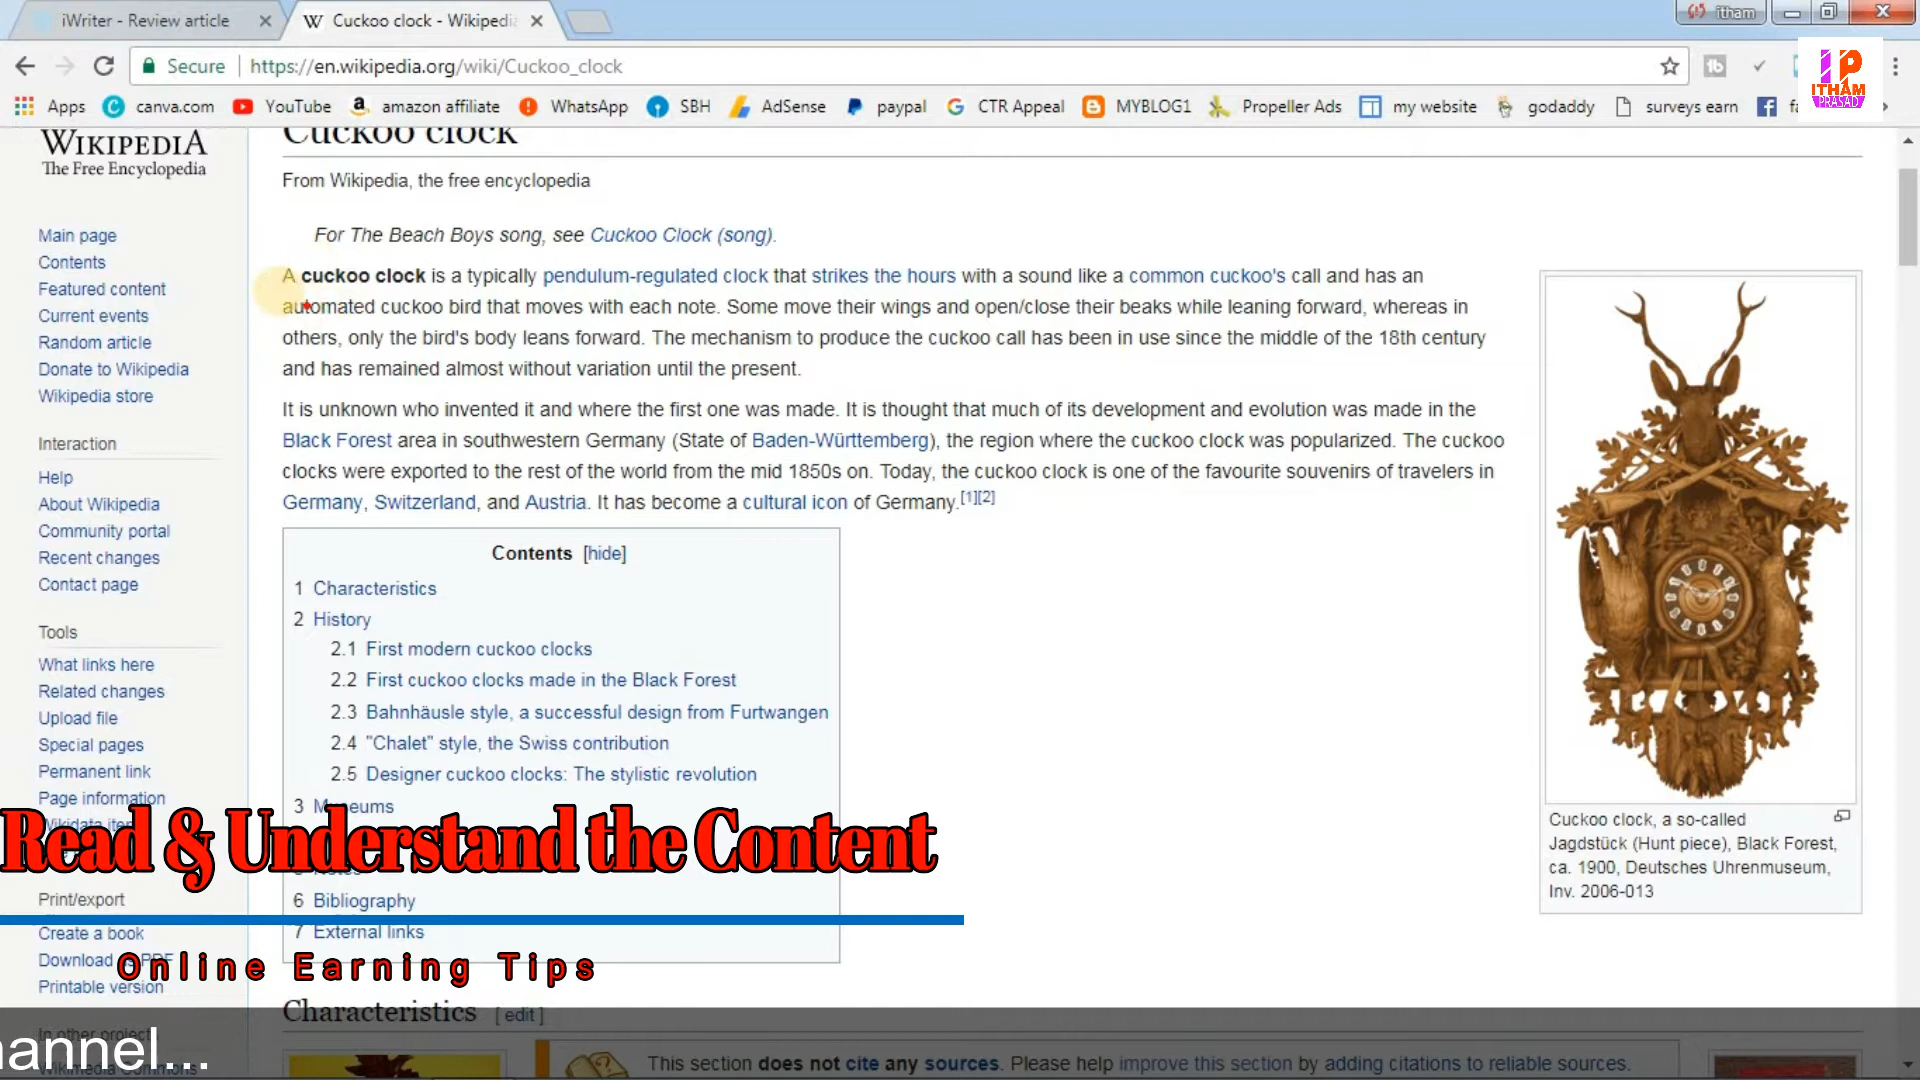 iWriter - Review article
Cuckoo clock - Wikipedia
itham
Secure
https://en.wikipedia.org/wiki/Cuckoo_clock
IP
ITHAM
PRASAD
Apps
canva.com
YouTube
amazon affiliate
WhatsApp
SBH
AdSense
paypal
CTR Appeal
MYBLOG1
Propeller Ads
my website
godaddy
surveys earn
WIKIPEDIA
The Free Encyclopedia
Main page
Contents
Featured content
Current events
Random article
Donate to Wikipedia
Wikipedia store
Interaction
Help
About Wikipedia
Community portal
Recent changes
Contact page
Tools
What links here
Related changes
Upload file
Special pages
Permanent link
Page information
Print/export
Create a book
Download as PDF
Printable version
In other projects
Wikimedia Commons
Cuckoo clock
From Wikipedia, the free encyclopedia
For The Beach Boys song, see Cuckoo Clock (song).
A cuckoo clock is a typically pendulum-regulated clock that strikes the hours with a sound like a common cuckoo's call and has an
automated cuckoo bird that moves with each note. Some move their wings and open/close their beaks while leaning forward, whereas in
others, only the bird's body leans forward. The mechanism to produce the cuckoo call has been in use since the middle of the 18th century
and has remained almost without variation until the present.
It is unknown who invented it and where the first one was made. It is thought that much of its development and evolution was made in the
Black Forest area in southwestern Germany (State of Baden-Württemberg), the region where the cuckoo clock was popularized. The cuckoo
clocks were exported to the rest of the world from the mid 1850s on. Today, the cuckoo clock is one of the favourite souvenirs of travelers in
Germany, Switzerland, and Austria. It has become a cultural icon of Germany.[1][2]
Contents [hide]
1 Characteristics
2 History
2.1 First modern cuckoo clocks
2.2 First cuckoo clocks made in the Black Forest
2.3 Bahnhäusle style, a successful design from Furtwangen
2.4 "Chalet" style, the Swiss contribution
2.5 Designer cuckoo clocks: The stylistic revolution
3 Museums
6 Bibliography
7 External links
Cuckoo clock, a so-called
Jagdstück (Hunt piece), Black Forest,
ca. 1900, Deutsches Uhrenmuseum,
Inv. 2006-013
Read & Understand the Content
Online Earning Tips
Characteristics [ edit ]
This section does not cite any sources. Please help improve this section by adding citations to reliable sources.
hannel...